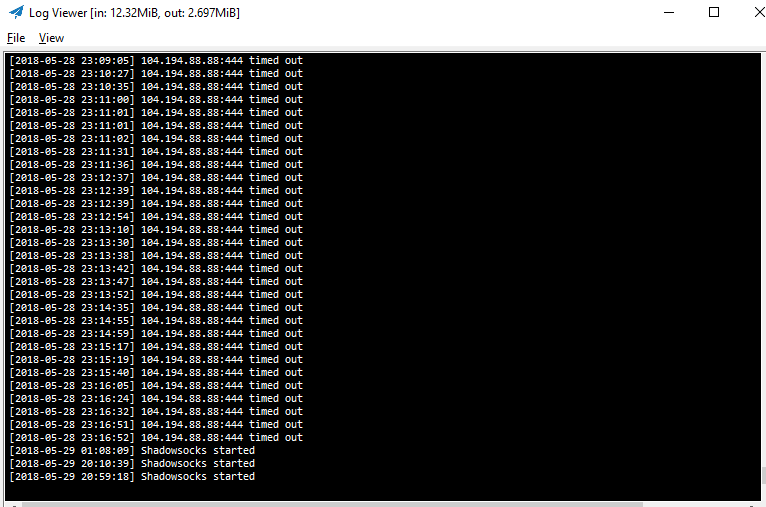 Log Viewer [in: 12.32MiB, out: 2.697MiB]
File View
[2018-05-28 23:09:05] 104.194.88.88:444 timed out
[2018-05-28 23:10:27] 104.194.88.88:444 timed out
[2018-05-28 23:10:35] 104.194.88.88:444 timed out
[2018-05-28 23:11:00] 104.194.88.88:444 timed out
[2018-05-28 23:11:01] 104.194.88.88:444 timed out
[2018-05-28 23:11:01] 104.194.88.88:444 timed out
[2018-05-28 23:11:02] 104.194.88.88:444 timed out
[2018-05-28 23:11:31] 104.194.88.88:444 timed out
[2018-05-28 23:11:36] 104.194.88.88:444 timed out
[2018-05-28 23:12:37] 104.194.88.88:444 timed out
[2018-05-28 23:12:39] 104.194.88.88:444 timed out
[2018-05-28 23:12:39] 104.194.88.88:444 timed out
[2018-05-28 23:12:54] 104.194.88.88:444 timed out
[2018-05-28 23:13:10] 104.194.88.88:444 timed out
[2018-05-28 23:13:30] 104.194.88.88:444 timed out
[2018-05-28 23:13:38] 104.194.88.88:444 timed out
[2018-05-28 23:13:42] 104.194.88.88:444 timed out
[2018-05-28 23:13:47] 104.194.88.88:444 timed out
[2018-05-28 23:13:52] 104.194.88.88:444 timed out
[2018-05-28 23:14:35] 104.194.88.88:444 timed out
[2018-05-28 23:14:55] 104.194.88.88:444 timed out
[2018-05-28 23:14:59] 104.194.88.88:444 timed out
[2018-05-28 23:15:17] 104.194.88.88:444 timed out
[2018-05-28 23:15:19] 104.194.88.88:444 timed out
[2018-05-28 23:15:40] 104.194.88.88:444 timed out
[2018-05-28 23:16:05] 104.194.88.88:444 timed out
[2018-05-28 23:16:24] 104.194.88.88:444 timed out
[2018-05-28 23:16:32] 104.194.88.88:444 timed out
[2018-05-28 23:16:51] 104.194.88.88:444 timed out
[2018-05-28 23:16:52] 104.194.88.88:444 timed out
[2018-05-29 01:08:09] Shadowsocks started
[2018-05-29 20:10:39] Shadowsocks started
[2018-05-29 20:59:18] Shadowsocks started